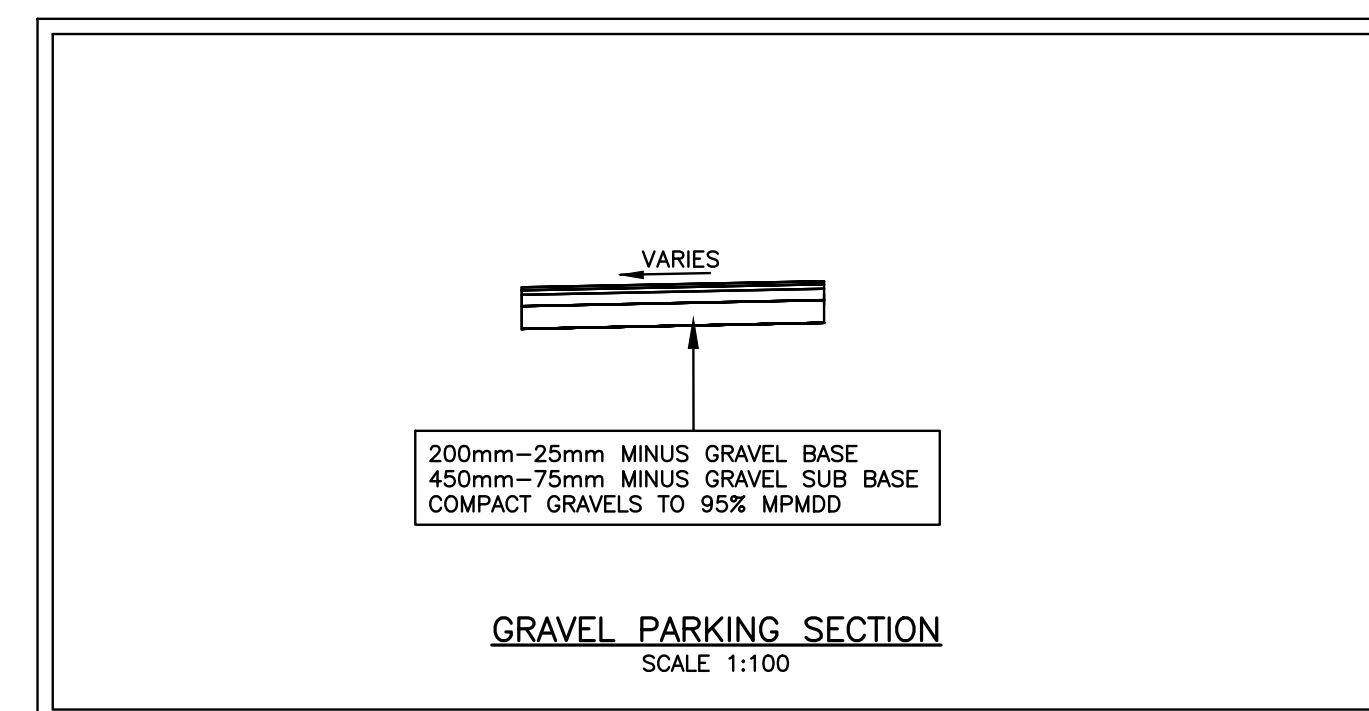 VARIES
200mm-25mm MINUS GRAVEL BASE
450mm-75mm MINUS GRAVEL SUB BASE
COMPACT GRAVELS TO 95% MPMDD
GRAVEL PARKING SECTION
SCALE 1:100